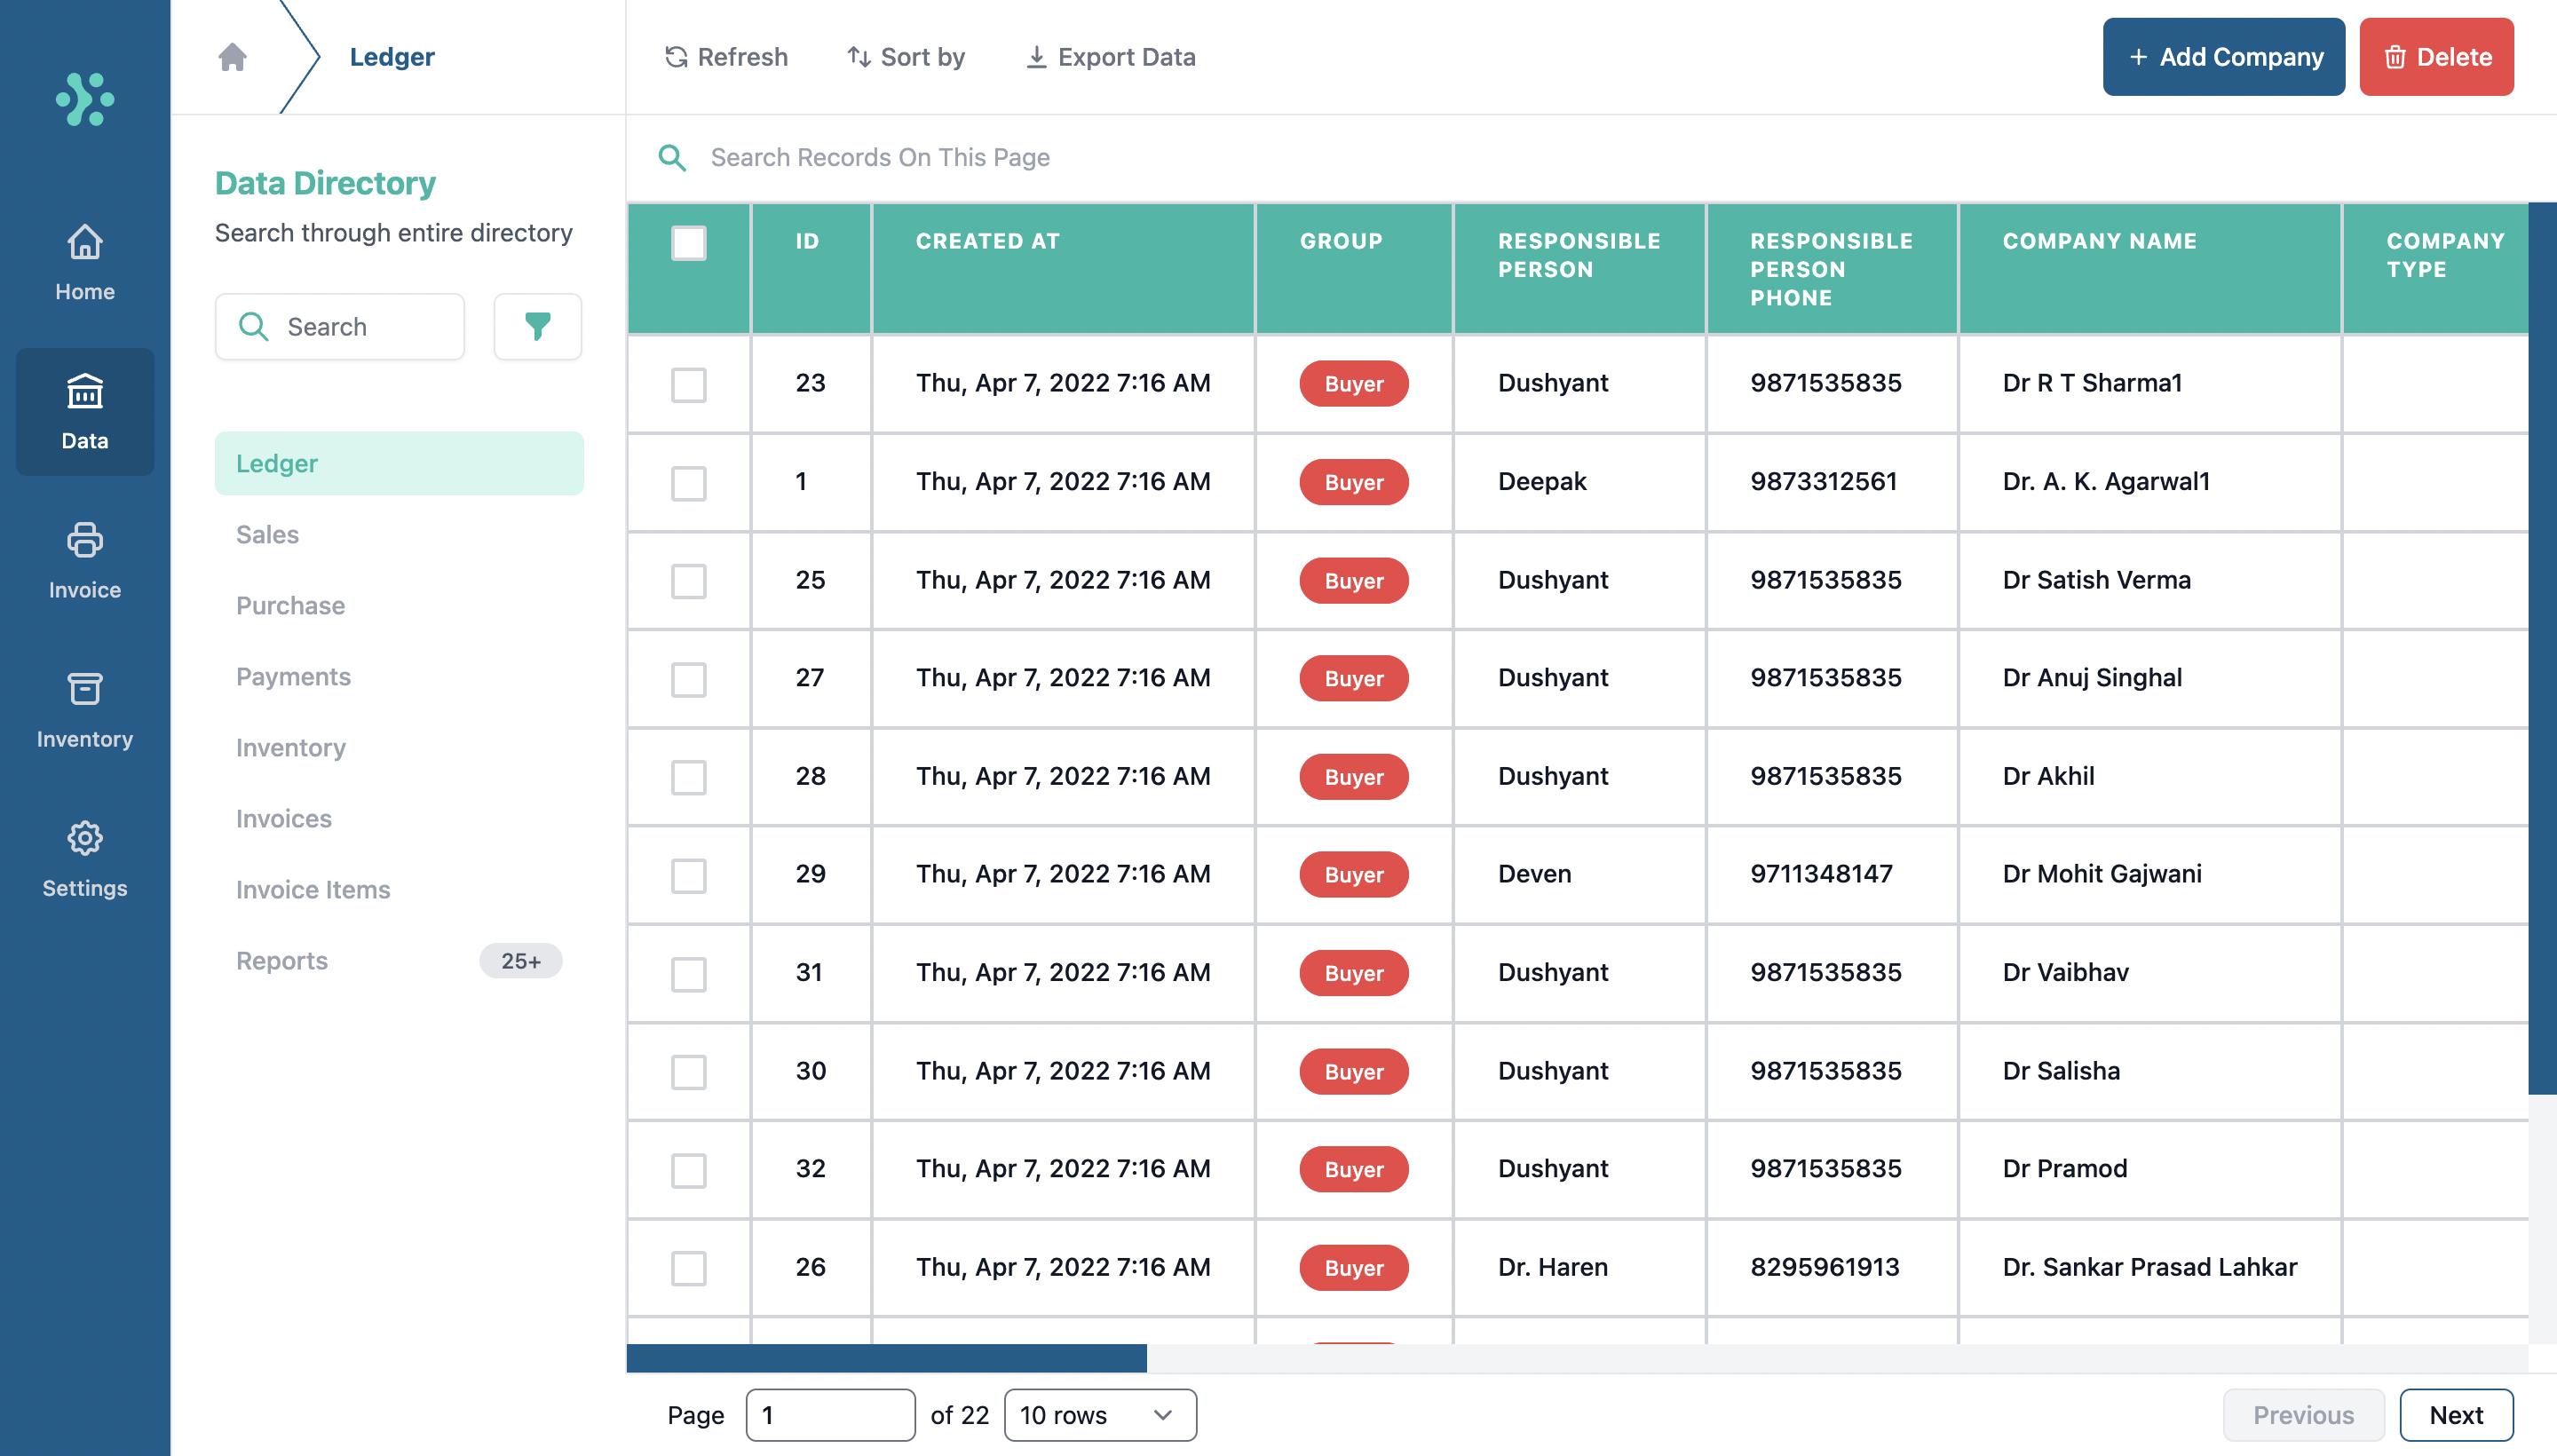 Home
Data
Invoice
Inventory
Settings
Ledger
Data Directory
Search through entire directory
Search
Ledger
Sales
Purchase
Payments
Inventory
Invoices
Invoice Items
Reports 25+
Refresh Sort by Export Data + Add Company Delete
Search Records On This Page
ID CREATED AT GROUP RESPONSIBLE PERSON RESPONSIBLE PERSON PHONE COMPANY NAME COMPANY TYPE
23 Thu, Apr 7, 2022 7:16 AM Buyer Dushyant 9871535835 Dr R T Sharma1
1 Thu, Apr 7, 2022 7:16 AM Buyer Deepak 9873312561 Dr. A. K. Agarwal1
25 Thu, Apr 7, 2022 7:16 AM Buyer Dushyant 9871535835 Dr Satish Verma
27 Thu, Apr 7, 2022 7:16 AM Buyer Dushyant 9871535835 Dr Anuj Singhal
28 Thu, Apr 7, 2022 7:16 AM Buyer Dushyant 9871535835 Dr Akhil
29 Thu, Apr 7, 2022 7:16 AM Buyer Deven 9711348147 Dr Mohit Gajwani
31 Thu, Apr 7, 2022 7:16 AM Buyer Dushyant 9871535835 Dr Vaibhav
30 Thu, Apr 7, 2022 7:16 AM Buyer Dushyant 9871535835 Dr Salisha
32 Thu, Apr 7, 2022 7:16 AM Buyer Dushyant 9871535835 Dr Pramod
26 Thu, Apr 7, 2022 7:16 AM Buyer Dr. Haren 8295961913 Dr. Sankar Prasad Lahkar
Page 1 of 22 10 rows Previous Next